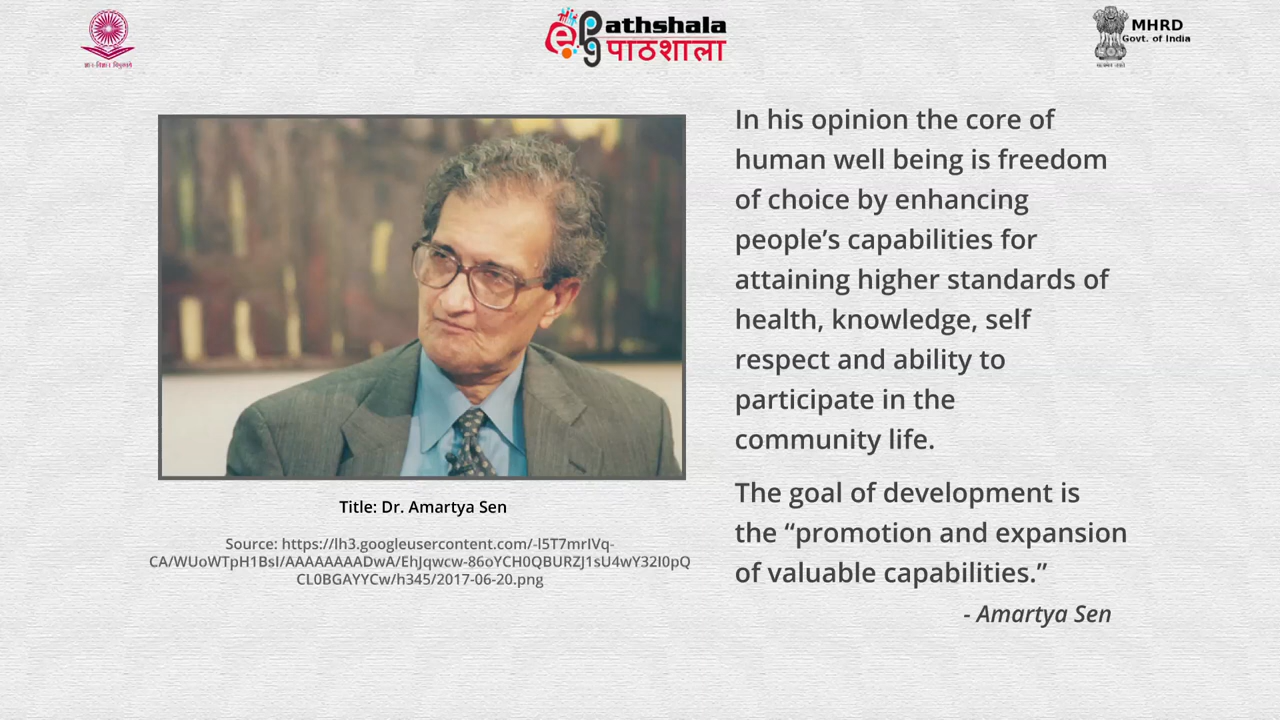 athshala
पाठशाला
MHRD
Govt. of India
In his opinion the core of
human well being is freedom
of choice by enhancing
people’s capabilities for
attaining higher standards of
health, knowledge, self
respect and ability to
participate in the
community life.
The goal of development is
the “promotion and expansion
of valuable capabilities.”
- Amartya Sen
Title: Dr. Amartya Sen
Source: https://lh3.googleusercontent.com/-I5T7mrIVq-
CA/WUoWTpH1BsI/AAAAAAAADwA/EhJqwcw-86oYCH0QBURZJ1sU4wY32I0pQ
CL0BGAYYCw/h345/2017-06-20.png